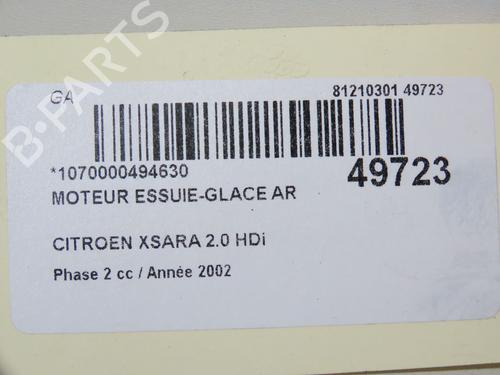 GA
81210301 49723
*1070000494630
49723
MOTEUR ESSUIE-GLACE AR
CITROEN XSARA 2.0 HDi
Phase 2 cc / Année 2002
B-PARTS